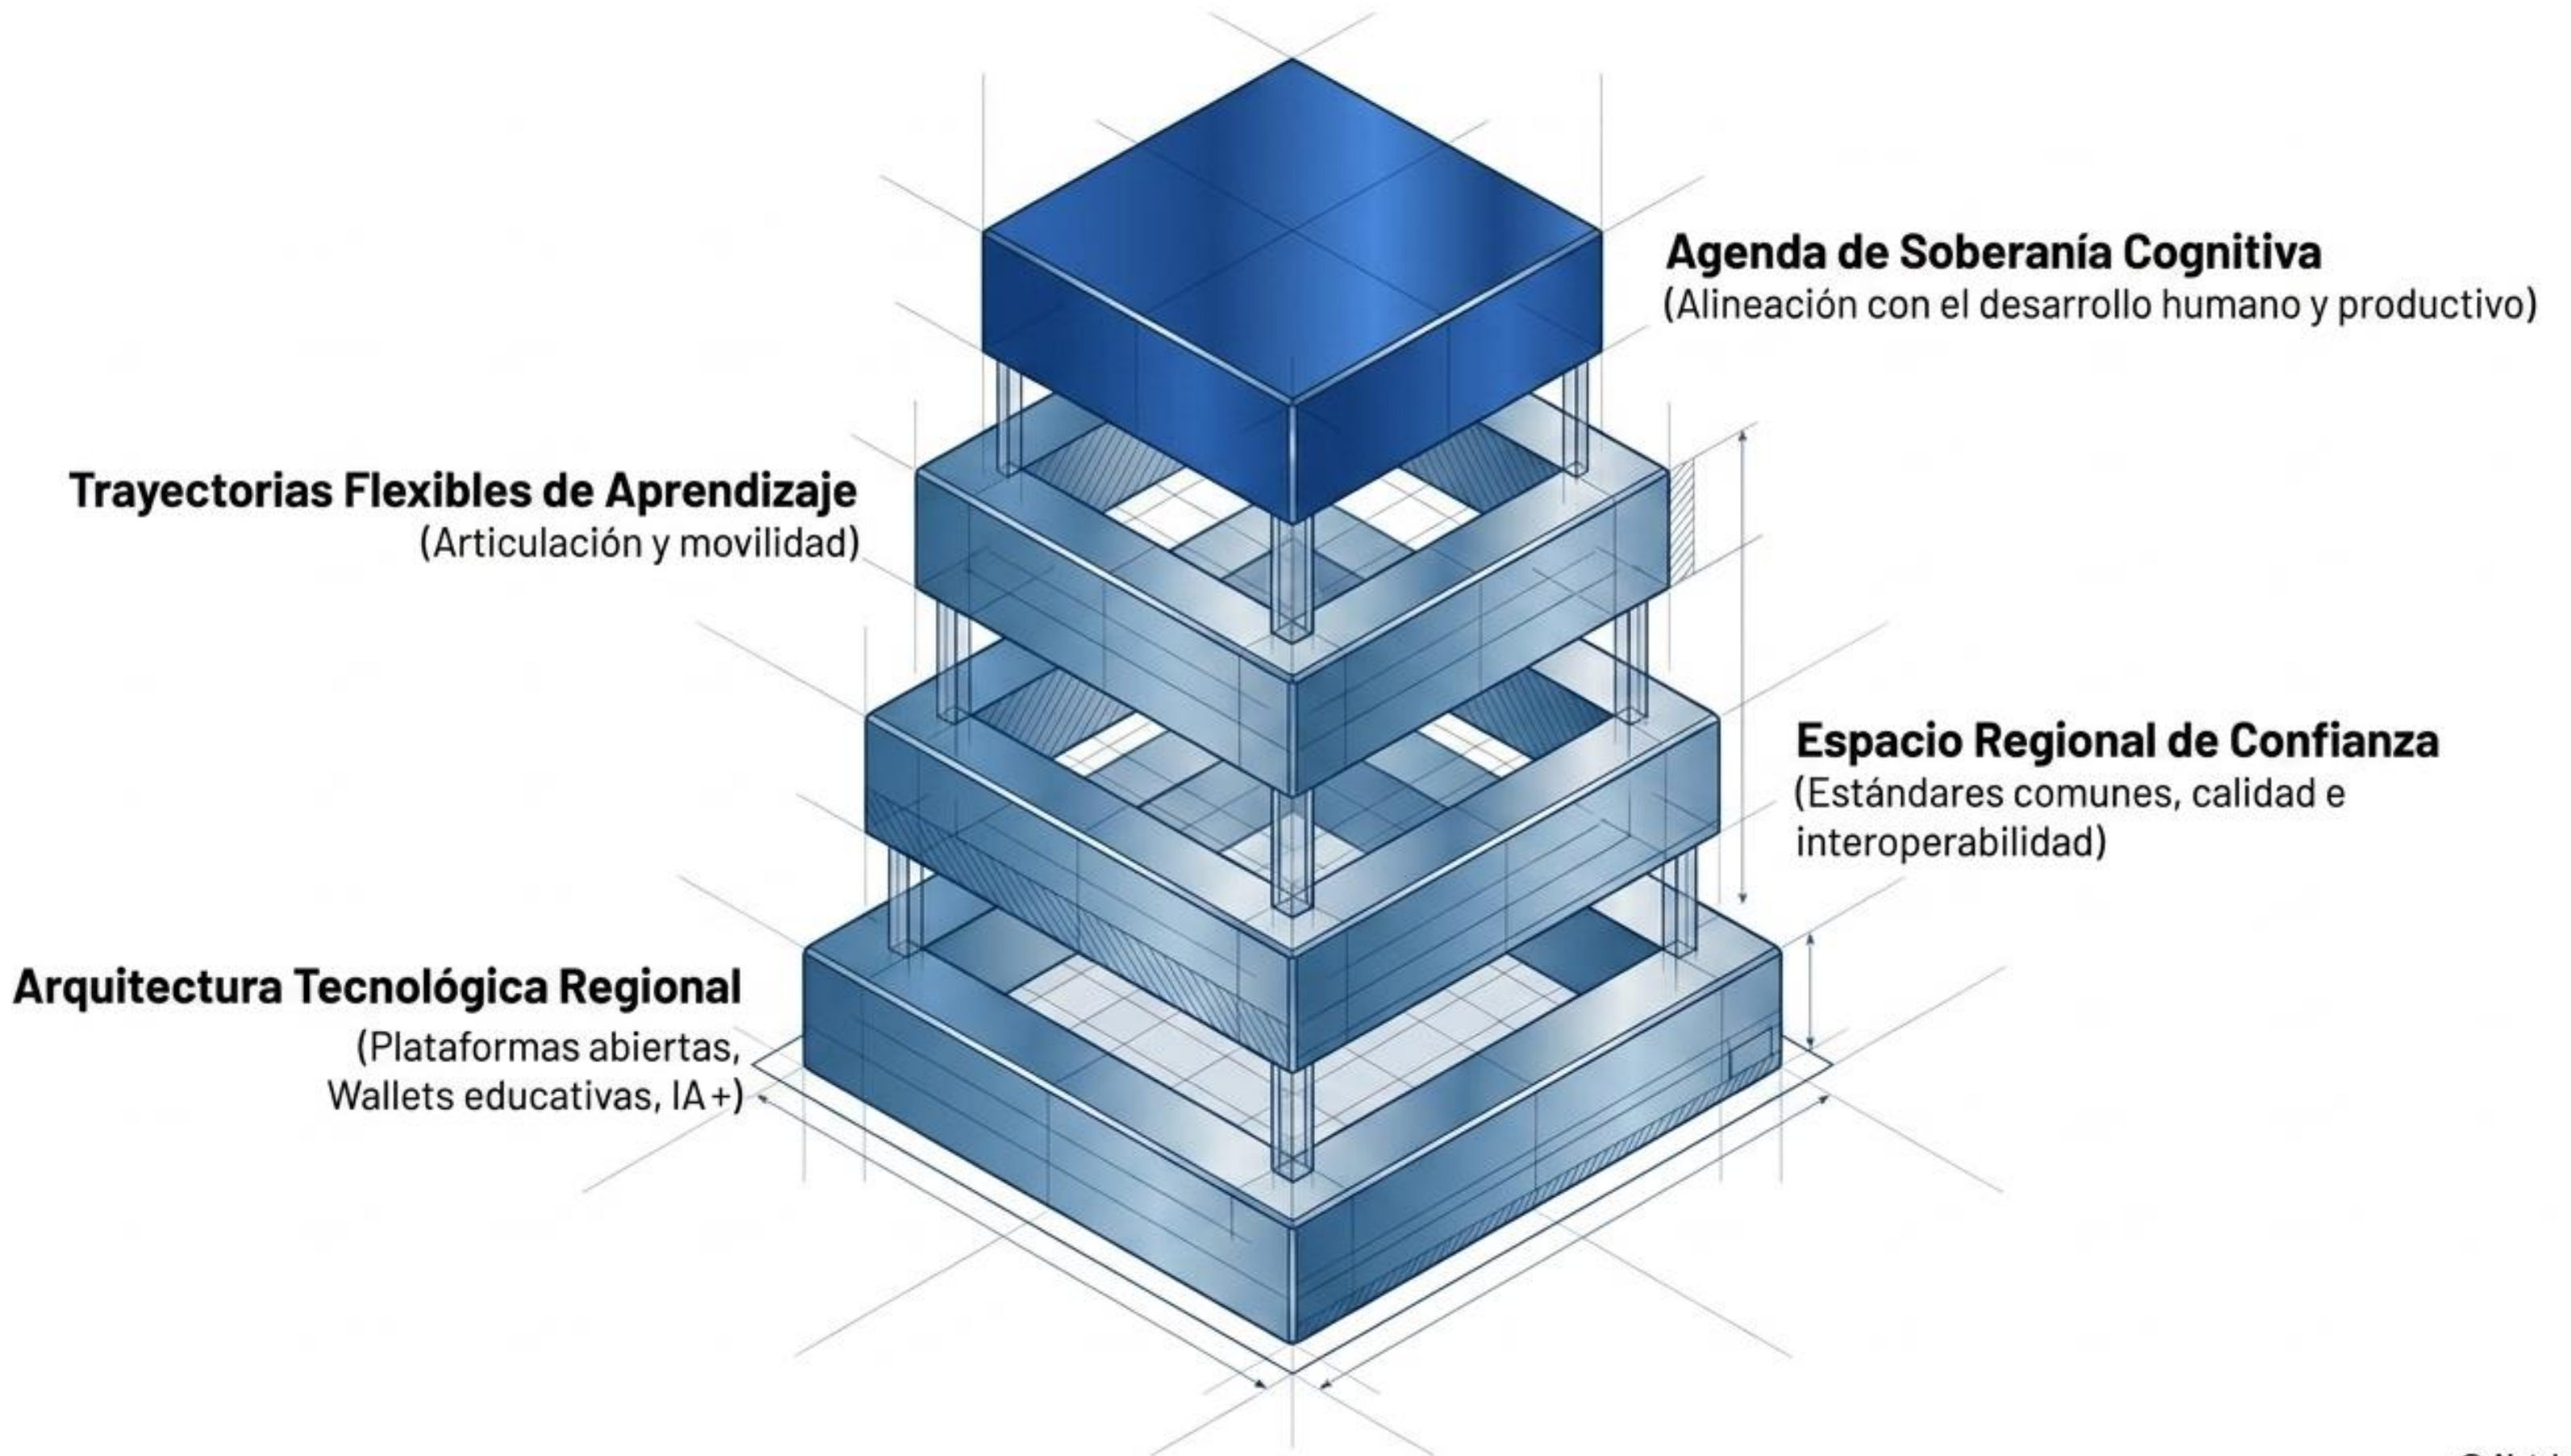 Agenda de Soberanía Cognitiva
(Alineación con el desarrollo humano y productivo)
Trayectorias Flexibles de Aprendizaje
(Articulación y movilidad)
Espacio Regional de Confianza
(Estándares comunes, calidad e
interoperabilidad)
Arquitectura Tecnológica Regional
(Plataformas abiertas,
Wallets educativas, IA+)